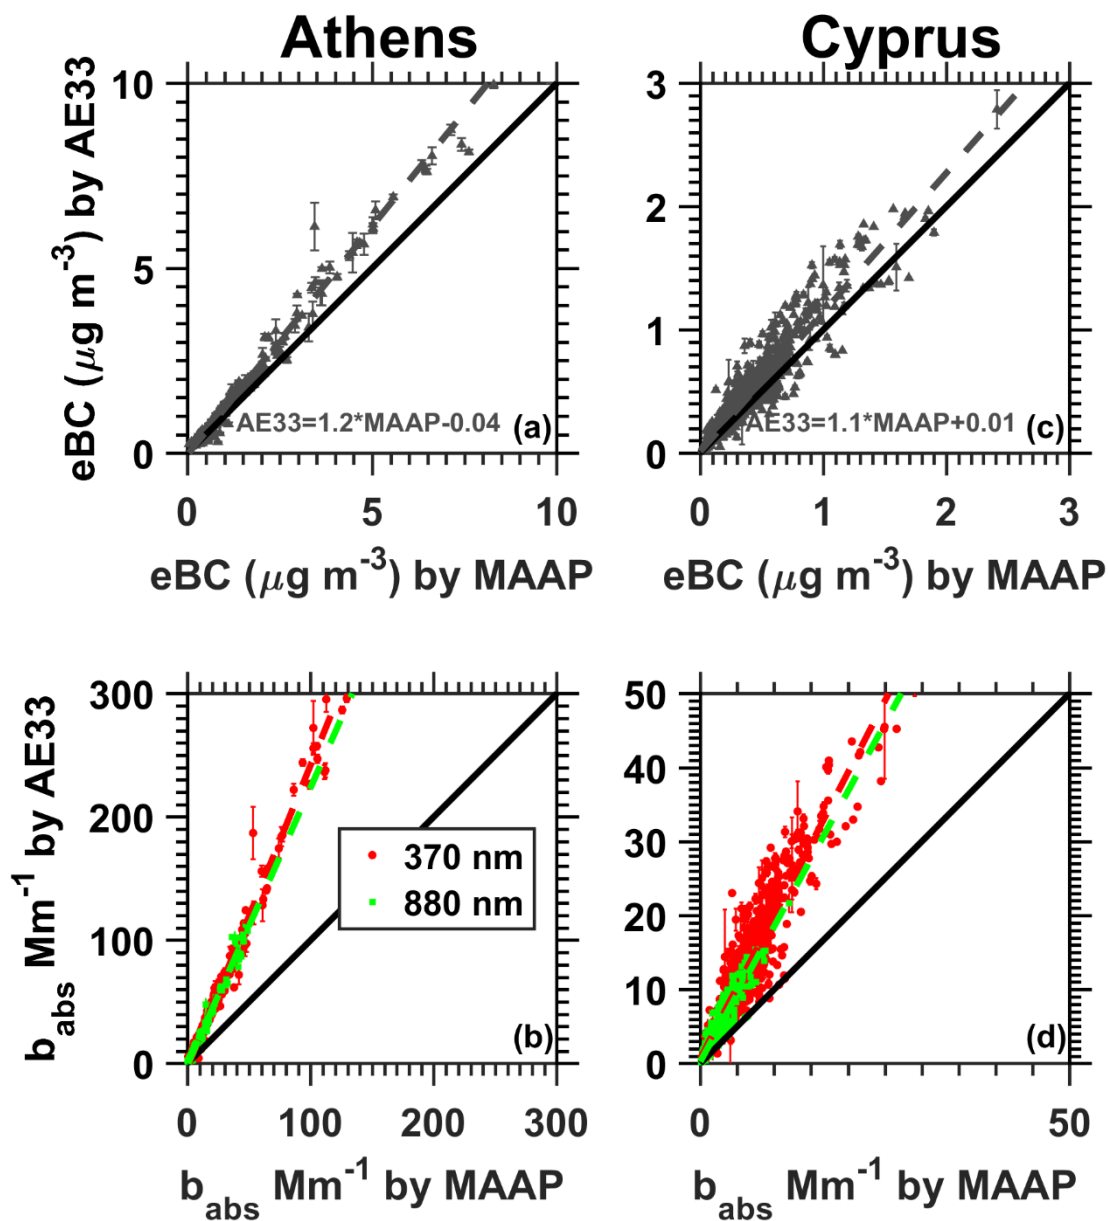 Athens
Cyprus
eBC (μg m⁻³) by AE33
10
5
0
AE33=1.2*MAAP-0.04
(a)
0
5
10
eBC (μg m⁻³) by MAAP
3
2
1
0
AE33=1.1*MAAP+0.01
(c)
0
1
2
3
eBC (μg m⁻³) by MAAP
b_abs Mm⁻¹ by AE33
300
200
100
0
370 nm
880 nm
(b)
0
100
200
300
b_abs Mm⁻¹ by MAAP
50
40
30
20
10
0
(d)
0
50
b_abs Mm⁻¹ by MAAP